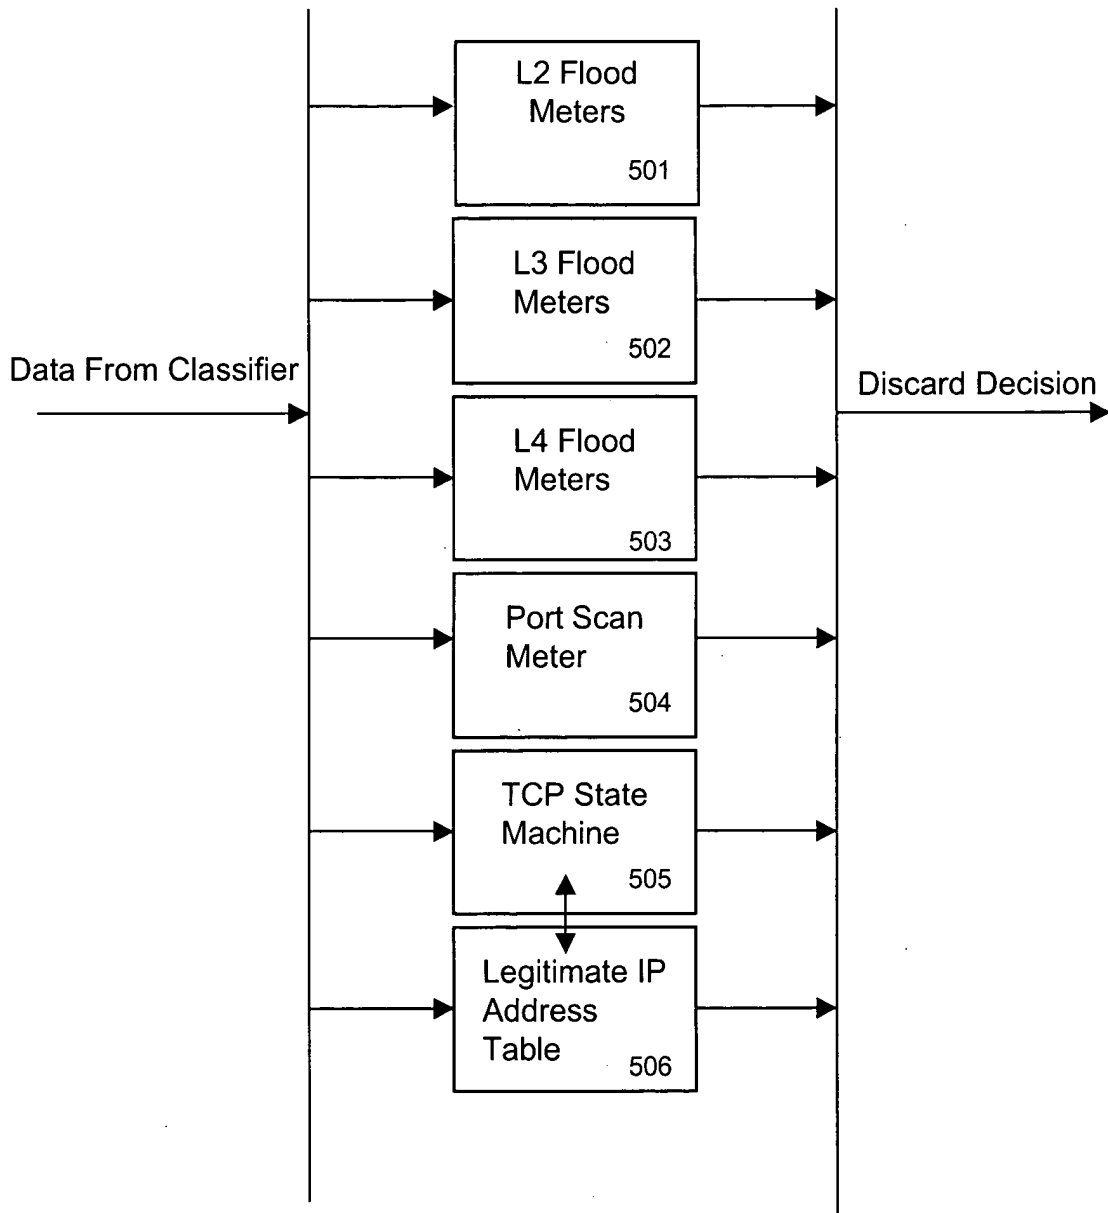 L2 Flood
Meters
501
L3 Flood
Meters
502
Data From Classifier
Discard Decision
L4 Flood
Meters
503
Port Scan
Meter
504
TCP State
Machine
505
Legitimate IP
Address
Table
506